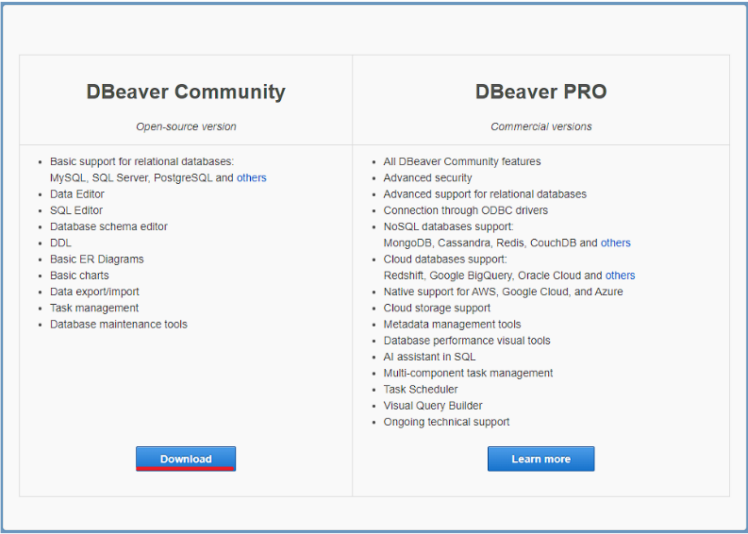 DBeaver Community
Open-source version
Basic support for relational databases:
MySQL, SQL Server, PostgreSQL and others
Data Editor
SQL Editor
Database schema editor
DDL
Basic ER Diagrams
Basic charts
Data export/import
Task management
Database maintenance tools
Download
DBeaver PRO
Commercial versions
All DBeaver Community features
Advanced security
Advanced support for relational databases
Connection through ODBC drivers
NoSQL databases support:
MongoDB, Cassandra, Redis, CouchDB and others
Cloud databases support:
Redshift, Google BigQuery, Oracle Cloud and others
Native support for AWS, Google Cloud, and Azure
Cloud storage support
Metadata management tools
Database performance visual tools
AI assistant in SQL
Multi-component task management
Task Scheduler
Visual Query Builder
Ongoing technical support
Learn more